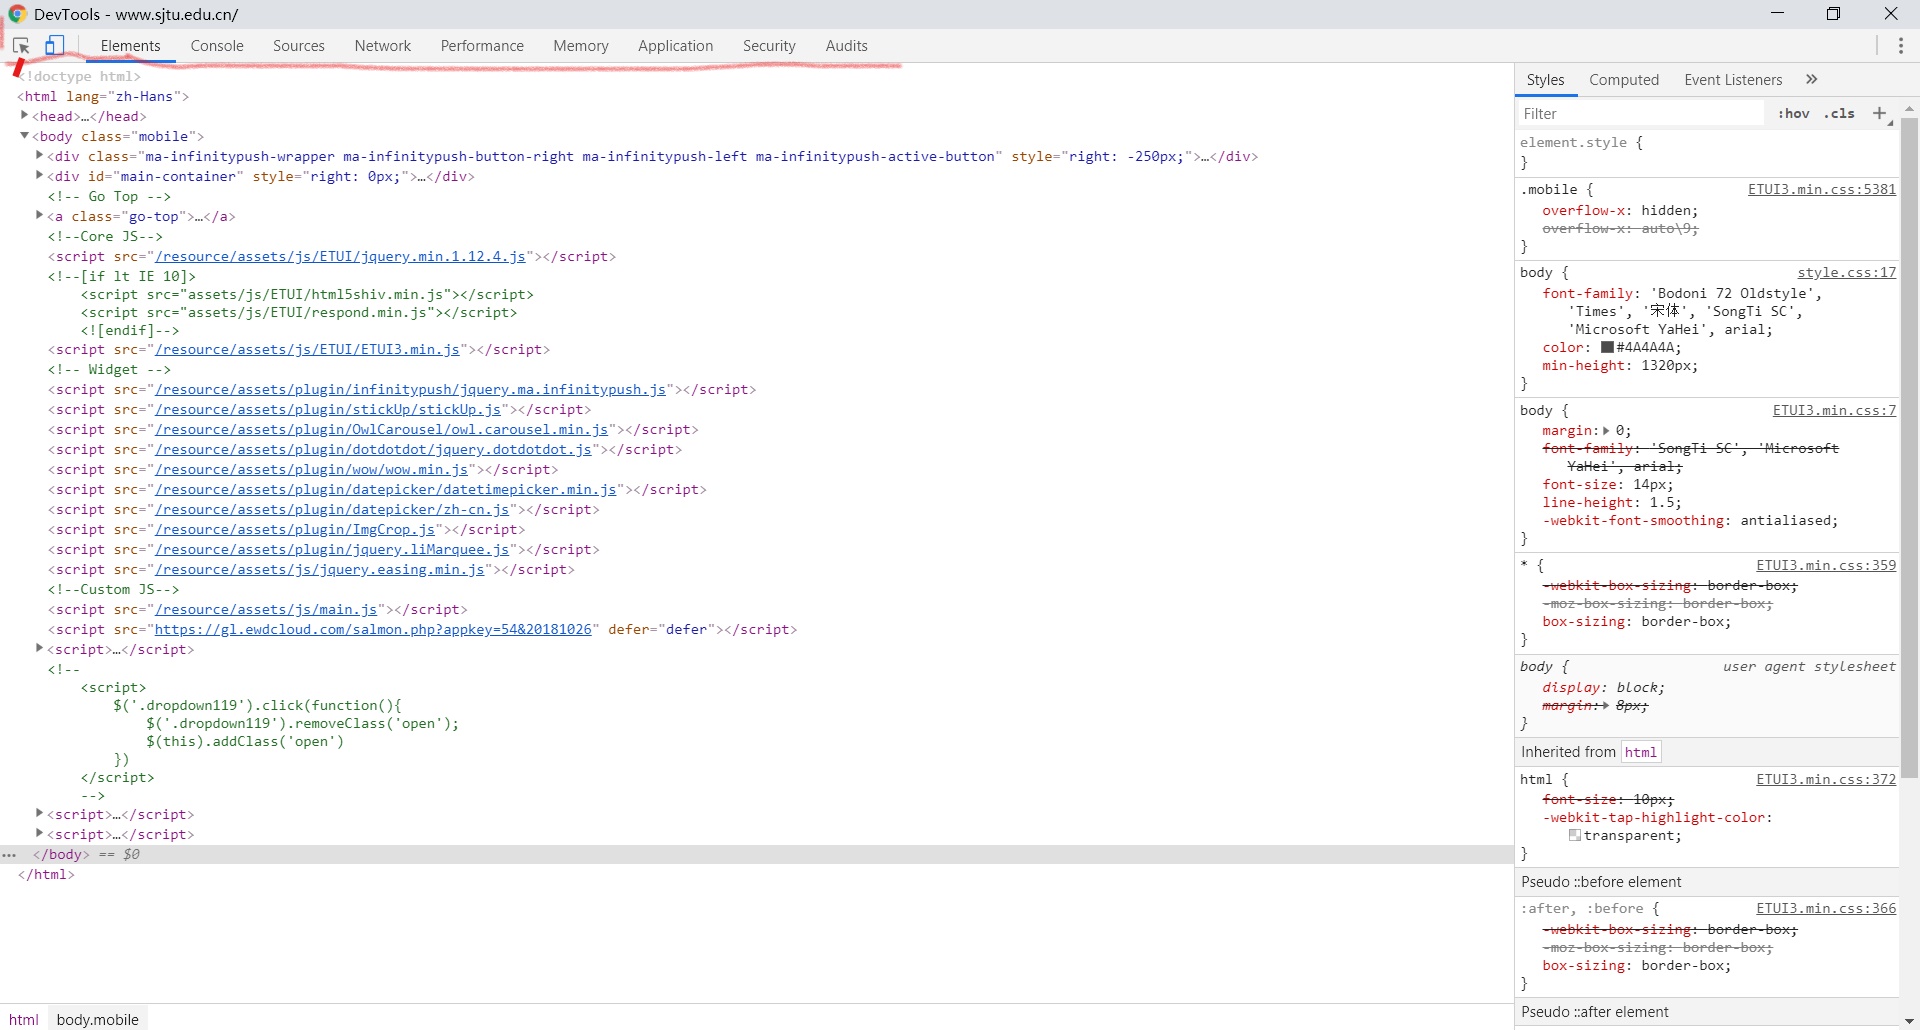 DevTools - www.sjtu.edu.cn/
Elements Console Sources Network Performance Memory Application Security Audits
<!doctype html>
<html lang="zh-Hans">
<head>…</head>
<body class="mobile">
<div class="ma-infinitypush-wrapper ma-infinitypush-button-right ma-infinitypush-left ma-infinitypush-active-button" style="right: -250px;">…</div>
<div id="main-container" style="right: 0px;">…</div>
<!-- Go Top -->
<a class="go-top">…</a>
<!--Core JS-->
<script src="/resource/assets/js/ETUI/jquery.min.1.12.4.js"></script>
<!--[if lt IE 10]>
<script src="assets/js/ETUI/html5shiv.min.js"></script>
<script src="assets/js/ETUI/respond.min.js"></script>
<![endif]-->
<script src="/resource/assets/js/ETUI/ETUI3.min.js"></script>
<!-- Widget -->
<script src="/resource/assets/plugin/infinitypush/jquery.ma.infinitypush.js"></script>
<script src="/resource/assets/plugin/stickUp/stickUp.js"></script>
<script src="/resource/assets/plugin/OwlCarousel/owl.carousel.min.js"></script>
<script src="/resource/assets/plugin/dotdotdot/jquery.dotdotdot.js"></script>
<script src="/resource/assets/plugin/wow/wow.min.js"></script>
<script src="/resource/assets/plugin/datepicker/datetimepicker.min.js"></script>
<script src="/resource/assets/plugin/datepicker/zh-cn.js"></script>
<script src="/resource/assets/plugin/ImgCrop.js"></script>
<script src="/resource/assets/plugin/jquery.liMarquee.js"></script>
<script src="/resource/assets/js/jquery.easing.min.js"></script>
<!--Custom JS-->
<script src="/resource/assets/js/main.js"></script>
<script src="https://gl.ewdcloud.com/salmon.php?appkey=54&20181026" defer="defer"></script>
<script>…</script>
<!--
<script>
$('.dropdown119').click(function(){
$('.dropdown119').removeClass('open');
$(this).addClass('open')
})
</script>
-->
<script>…</script>
<script>…</script>
… </body> == $0
</html>
html body.mobile
Styles Computed Event Listeners »
Filter :hov .cls +
element.style {
}
.mobile { ETUI3.min.css:5381
overflow-x: hidden;
overflow-x: auto\9;
}
body { style.css:17
font-family: 'Bodoni 72 Oldstyle',
'Times', '宋体', 'SongTi SC',
'Microsoft YaHei', arial;
color: #4A4A4A;
min-height: 1320px;
}
body { ETUI3.min.css:7
margin: 0;
font-family: 'SongTi SC', 'Microsoft
YaHei', arial;
font-size: 14px;
line-height: 1.5;
-webkit-font-smoothing: antialiased;
}
* { ETUI3.min.css:359
-webkit-box-sizing: border-box;
-moz-box-sizing: border-box;
box-sizing: border-box;
}
body { user agent stylesheet
display: block;
margin: 8px;
}
Inherited from html
html { ETUI3.min.css:372
font-size: 10px;
-webkit-tap-highlight-color:
transparent;
}
Pseudo ::before element
:after, :before { ETUI3.min.css:366
-webkit-box-sizing: border-box;
-moz-box-sizing: border-box;
box-sizing: border-box;
}
Pseudo ::after element